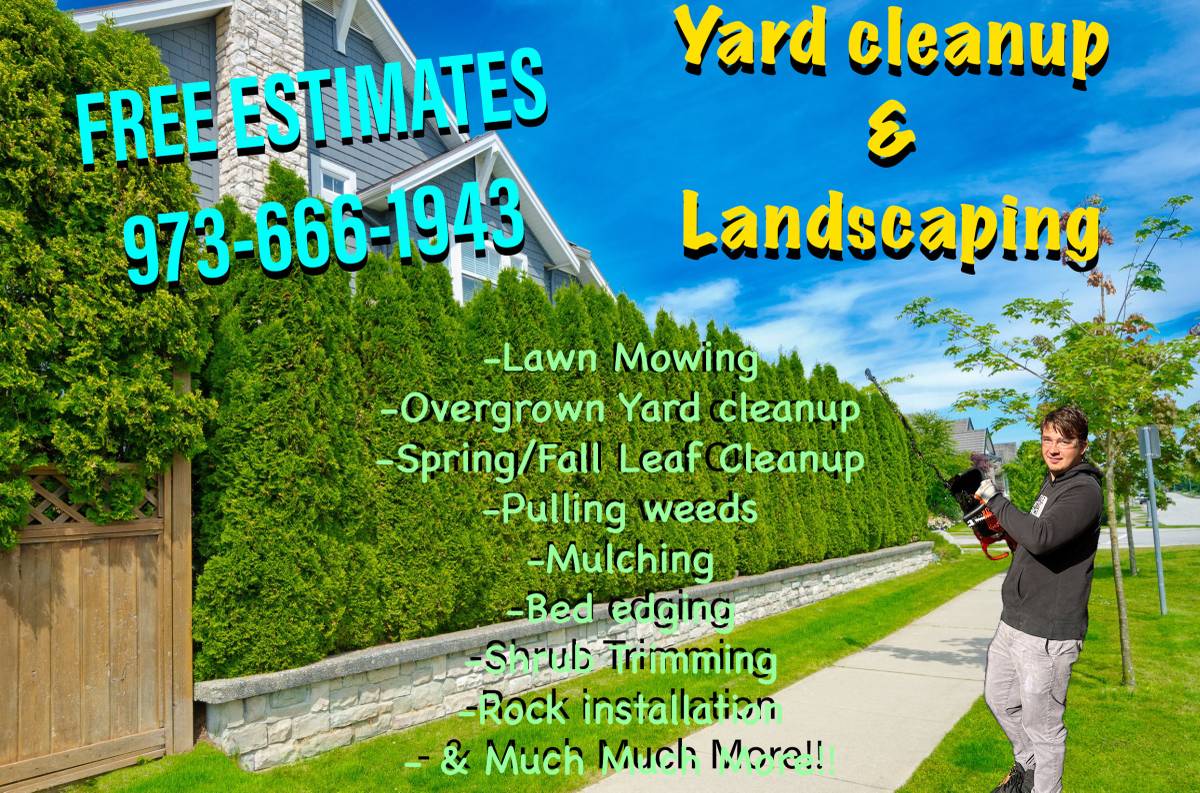 FREE ESTIMATES
973-666-1943
Yard cleanup
&
Landscaping
-Lawn Mowing
-Overgrown Yard cleanup
-Spring/Fall Leaf Cleanup
-Pulling weeds
-Mulching
-Bed edging
-Shrub Trimming
-Rock installation
- & Much Much More!!